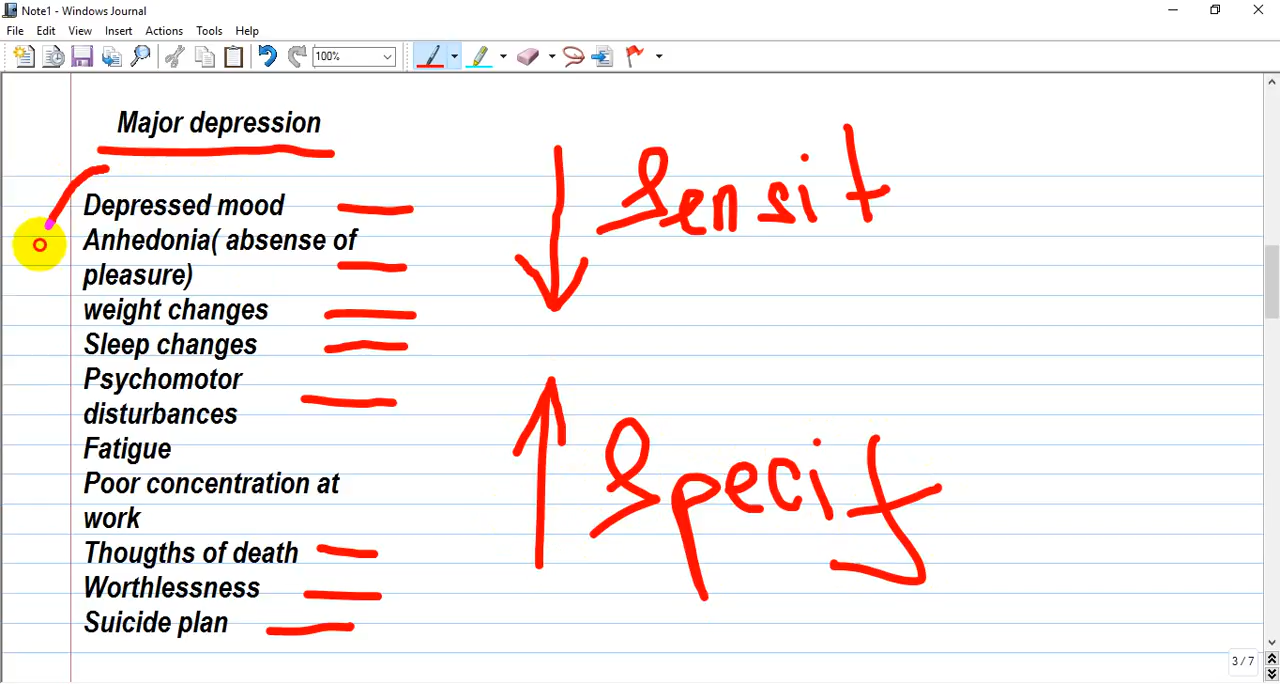 Note1 - Windows Journal
File Edit View Insert Actions Tools Help
100%
Major depression
Depressed mood
Anhedonia( absense of
pleasure)
weight changes
Sleep changes
Psychomotor
disturbances
Fatigue
Poor concentration at
work
Thougths of death
Worthlessness
Suicide plan
Sensit
Specif
3 / 7